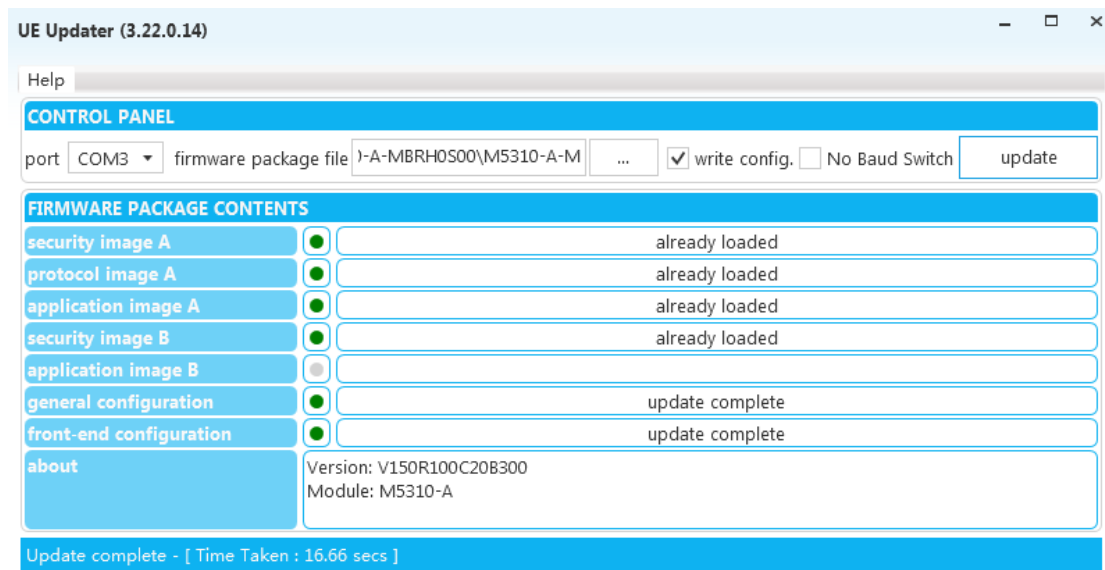 UE Updater (3.22.0.14)
Help
CONTROL PANEL
port COM3 firmware package file )-A-MBRH0S00\M5310-A-M ... write config. No Baud Switch update
FIRMWARE PACKAGE CONTENTS
security image A already loaded
protocol image A already loaded
application image A already loaded
security image B already loaded
application image B
general configuration update complete
front-end configuration update complete
about Version: V150R100C20B300
Module: M5310-A
Update complete - [ Time Taken : 16.66 secs ]